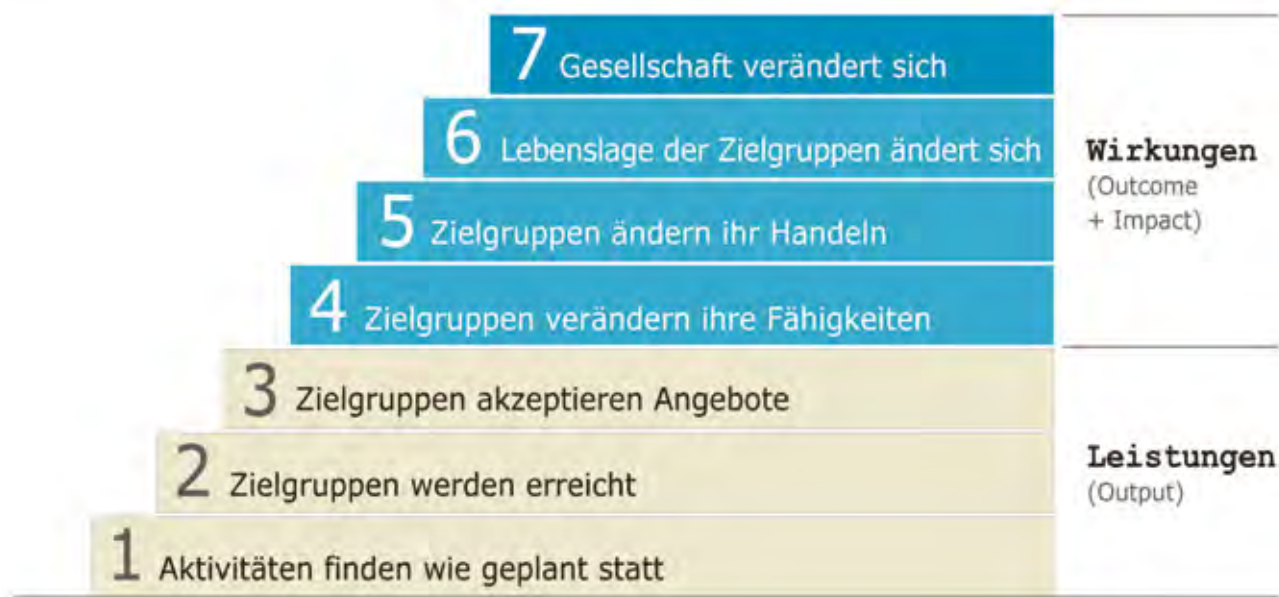 7 Gesellschaft verändert sich
6 Lebenslage der Zielgruppen ändert sich
5 Zielgruppen ändern ihr Handeln
4 Zielgruppen verändern ihre Fähigkeiten
Wirkungen
(Outcome
+ Impact)
3 Zielgruppen akzeptieren Angebote
2 Zielgruppen werden erreicht
1 Aktivitäten finden wie geplant statt
Leistungen
(Output)